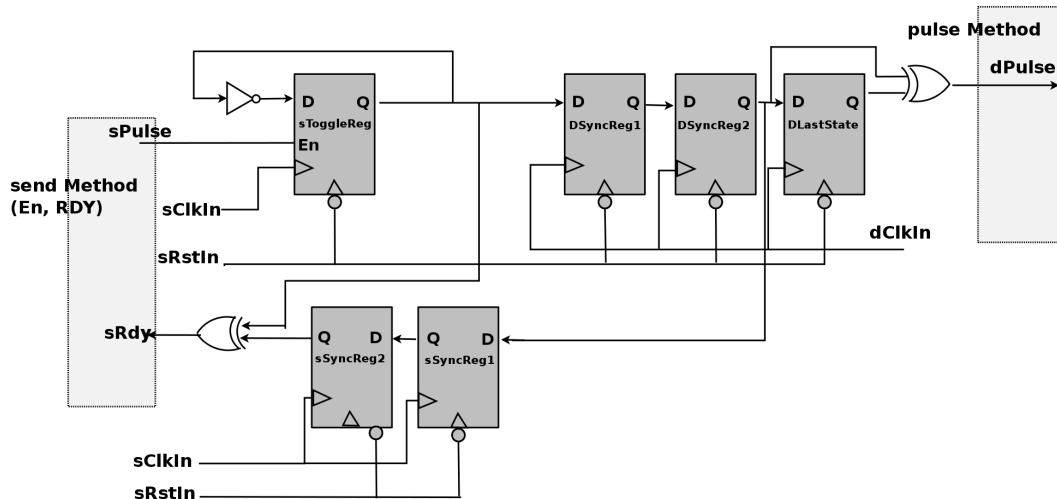 pulse Method
dPulse
D Q
sToggleReg
En
D Q
DSyncReg1
D Q
DSyncReg2
D Q
DLastState
sPulse
send Method
(En, RDY)
sClkIn
dClkIn
sRstIn
sRdy
Q D
sSyncReg2
Q D
sSyncReg1
sClkIn
sRstIn